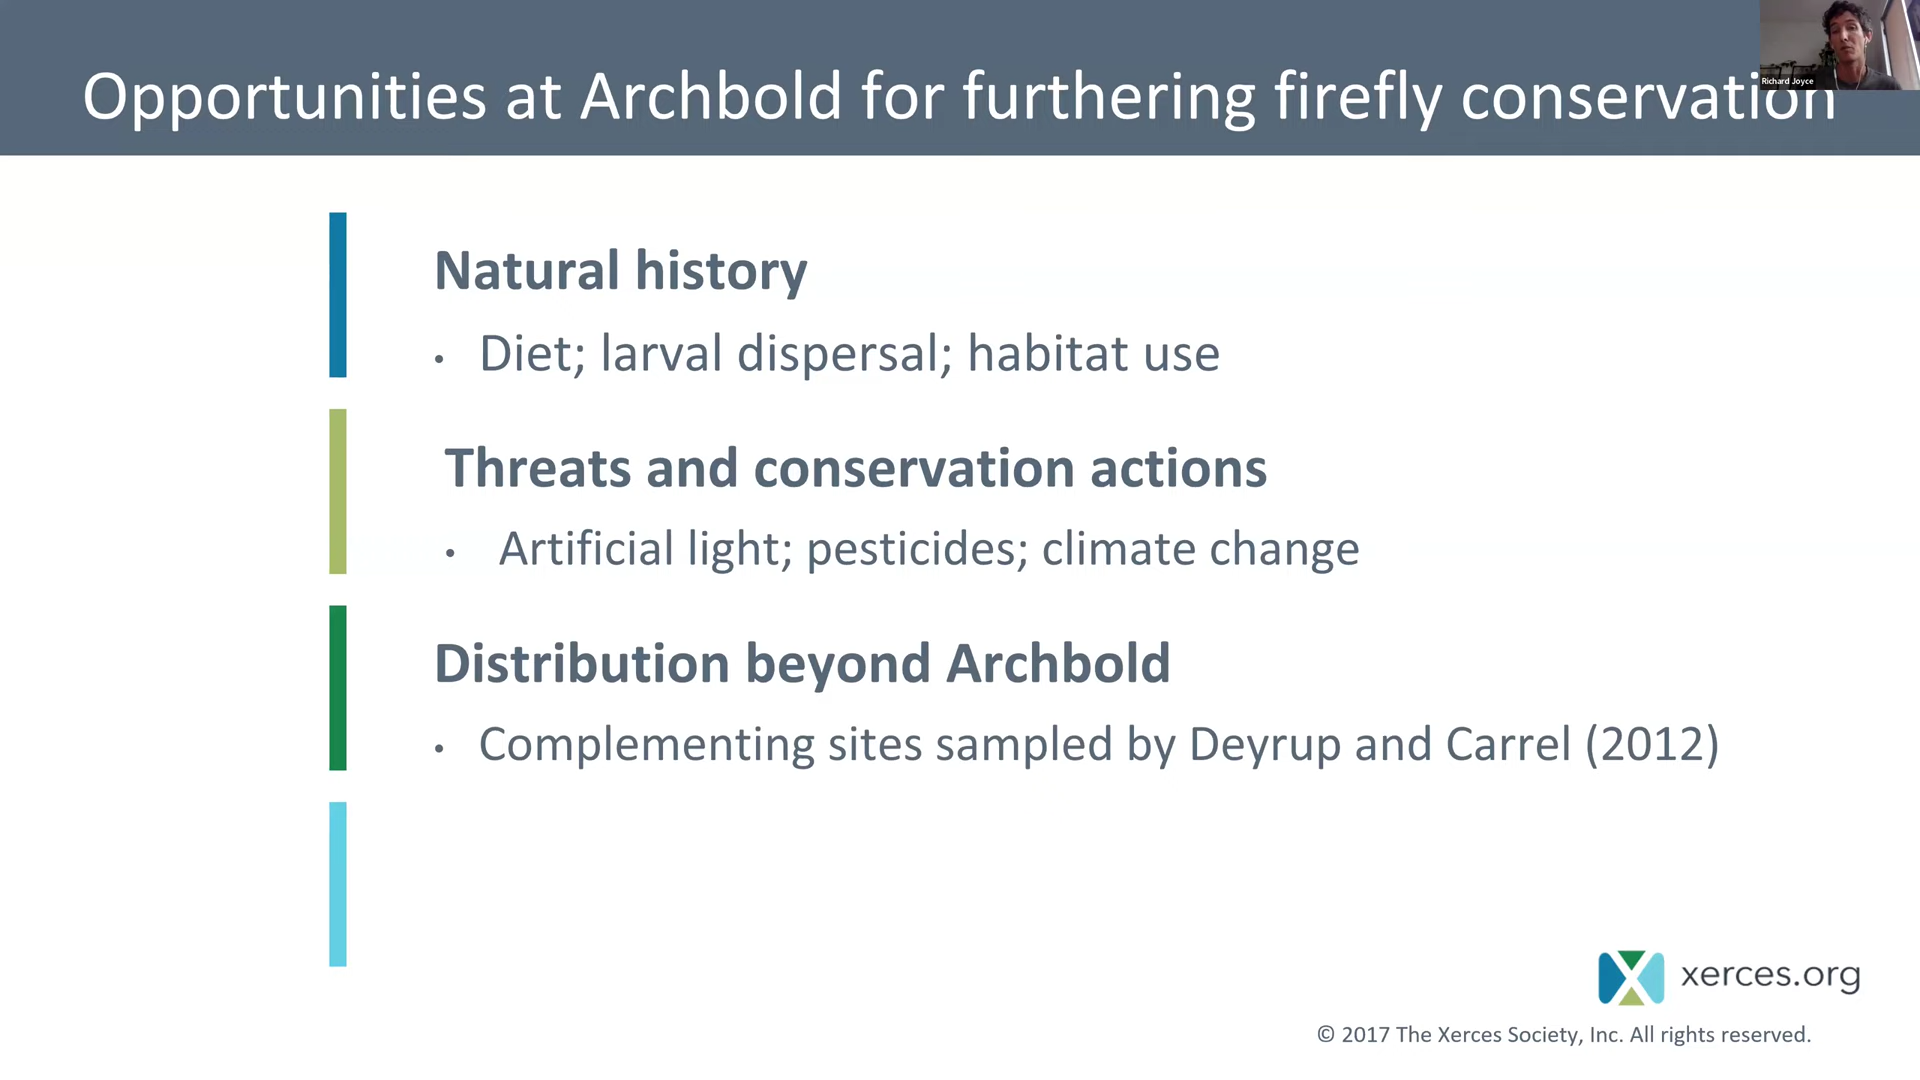 Opportunities at Archbold for furthering firefly conservation
Richard Joyce
Natural history
• Diet; larval dispersal; habitat use
Threats and conservation actions
• Artificial light; pesticides; climate change
Distribution beyond Archbold
• Complementing sites sampled by Deyrup and Carrel (2012)
xerces.org
© 2017 The Xerces Society, Inc. All rights reserved.